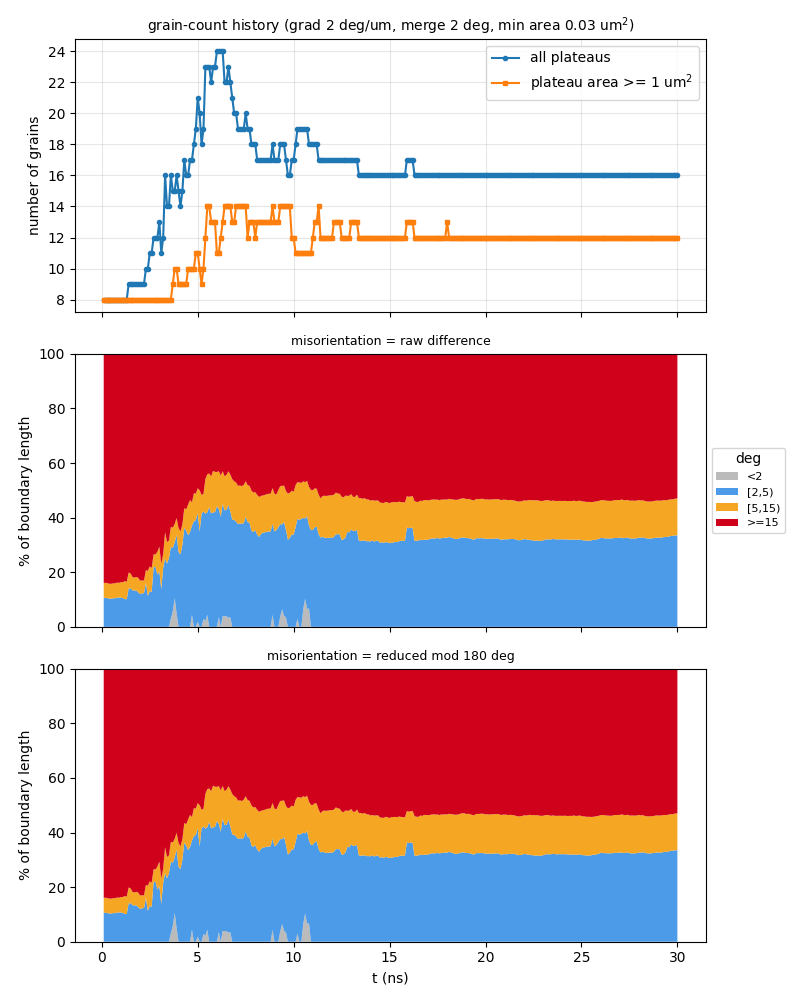 grain-count history (grad 2 deg/um, merge 2 deg, min area 0.03 um²)
number of grains
24
22
20
18
16
14
12
10
8
all plateaus
plateau area >= 1 um²
misorientation = raw difference
% of boundary length
100
80
60
40
20
0
deg
<2
[2,5)
[5,15)
>=15
misorientation = reduced mod 180 deg
% of boundary length
100
80
60
40
20
0
0 5 10 15 20 25 30
t (ns)